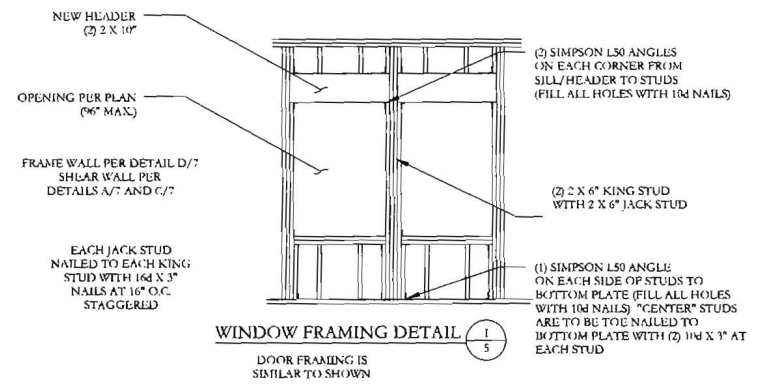 NEW HEADER
(2) 2 X 10"
OPENING PER PLAN
(96" MAX.)
FRAME WALL PER DETAIL D/7
SHEAR WALL PER
DETAILS A/7 AND C/7
EACH JACK STUD
NAILED TO EACH KING
STUD WITH 16d X 3"
NAILS AT 16" O.C.
STAGGERED
(2) SIMPSON L50 ANGLES
ON EACH CORNER FROM
SILL/HEADER TO STUDS
(FILL ALL HOLES WITH 10d NAILS)
(2) 2 X 6" KING STUD
WITH 2 X 6" JACK STUD
(1) SIMPSON L50 ANGLE
ON EACH SIDE OF STUDS TO
BOTTOM PLATE (FILL ALL HOLES
WITH 10d NAILS) "CENTER" STUDS
ARE TO BE TOE NAILED TO
BOTTOM PLATE WITH (2) 10d X 3" AT
EACH STUD
WINDOW FRAMING DETAIL
1
5
DOOR FRAMING IS
SIMILAR TO SHOWN